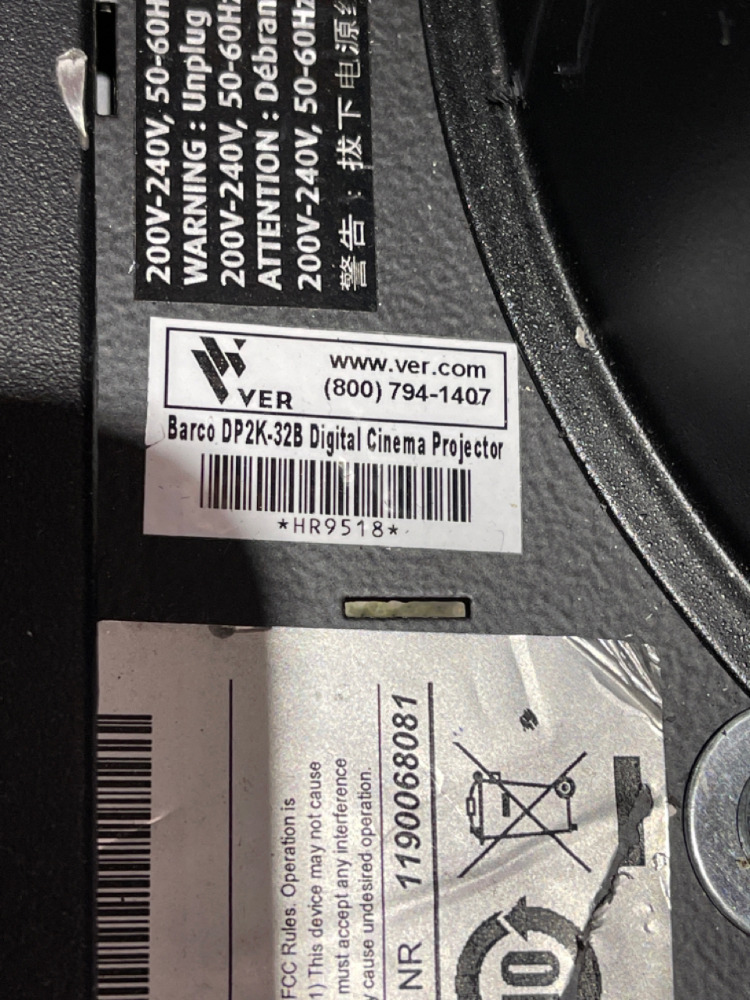 200V-240V, 50-60H
WARNING : Unplug
200V-240V, 50-60Hz
ATTENTION : Débran
200V-240V, 50-60Hz
警告 : 拔下电源
VER
www.ver.com
(800) 794-1407
Barco DP2K-32B Digital Cinema Projector
*HR9518*
FCC Rules. Operation is
1) This device may not cause
must accept any interference
y cause undesired operation.
NR 1190068081
10